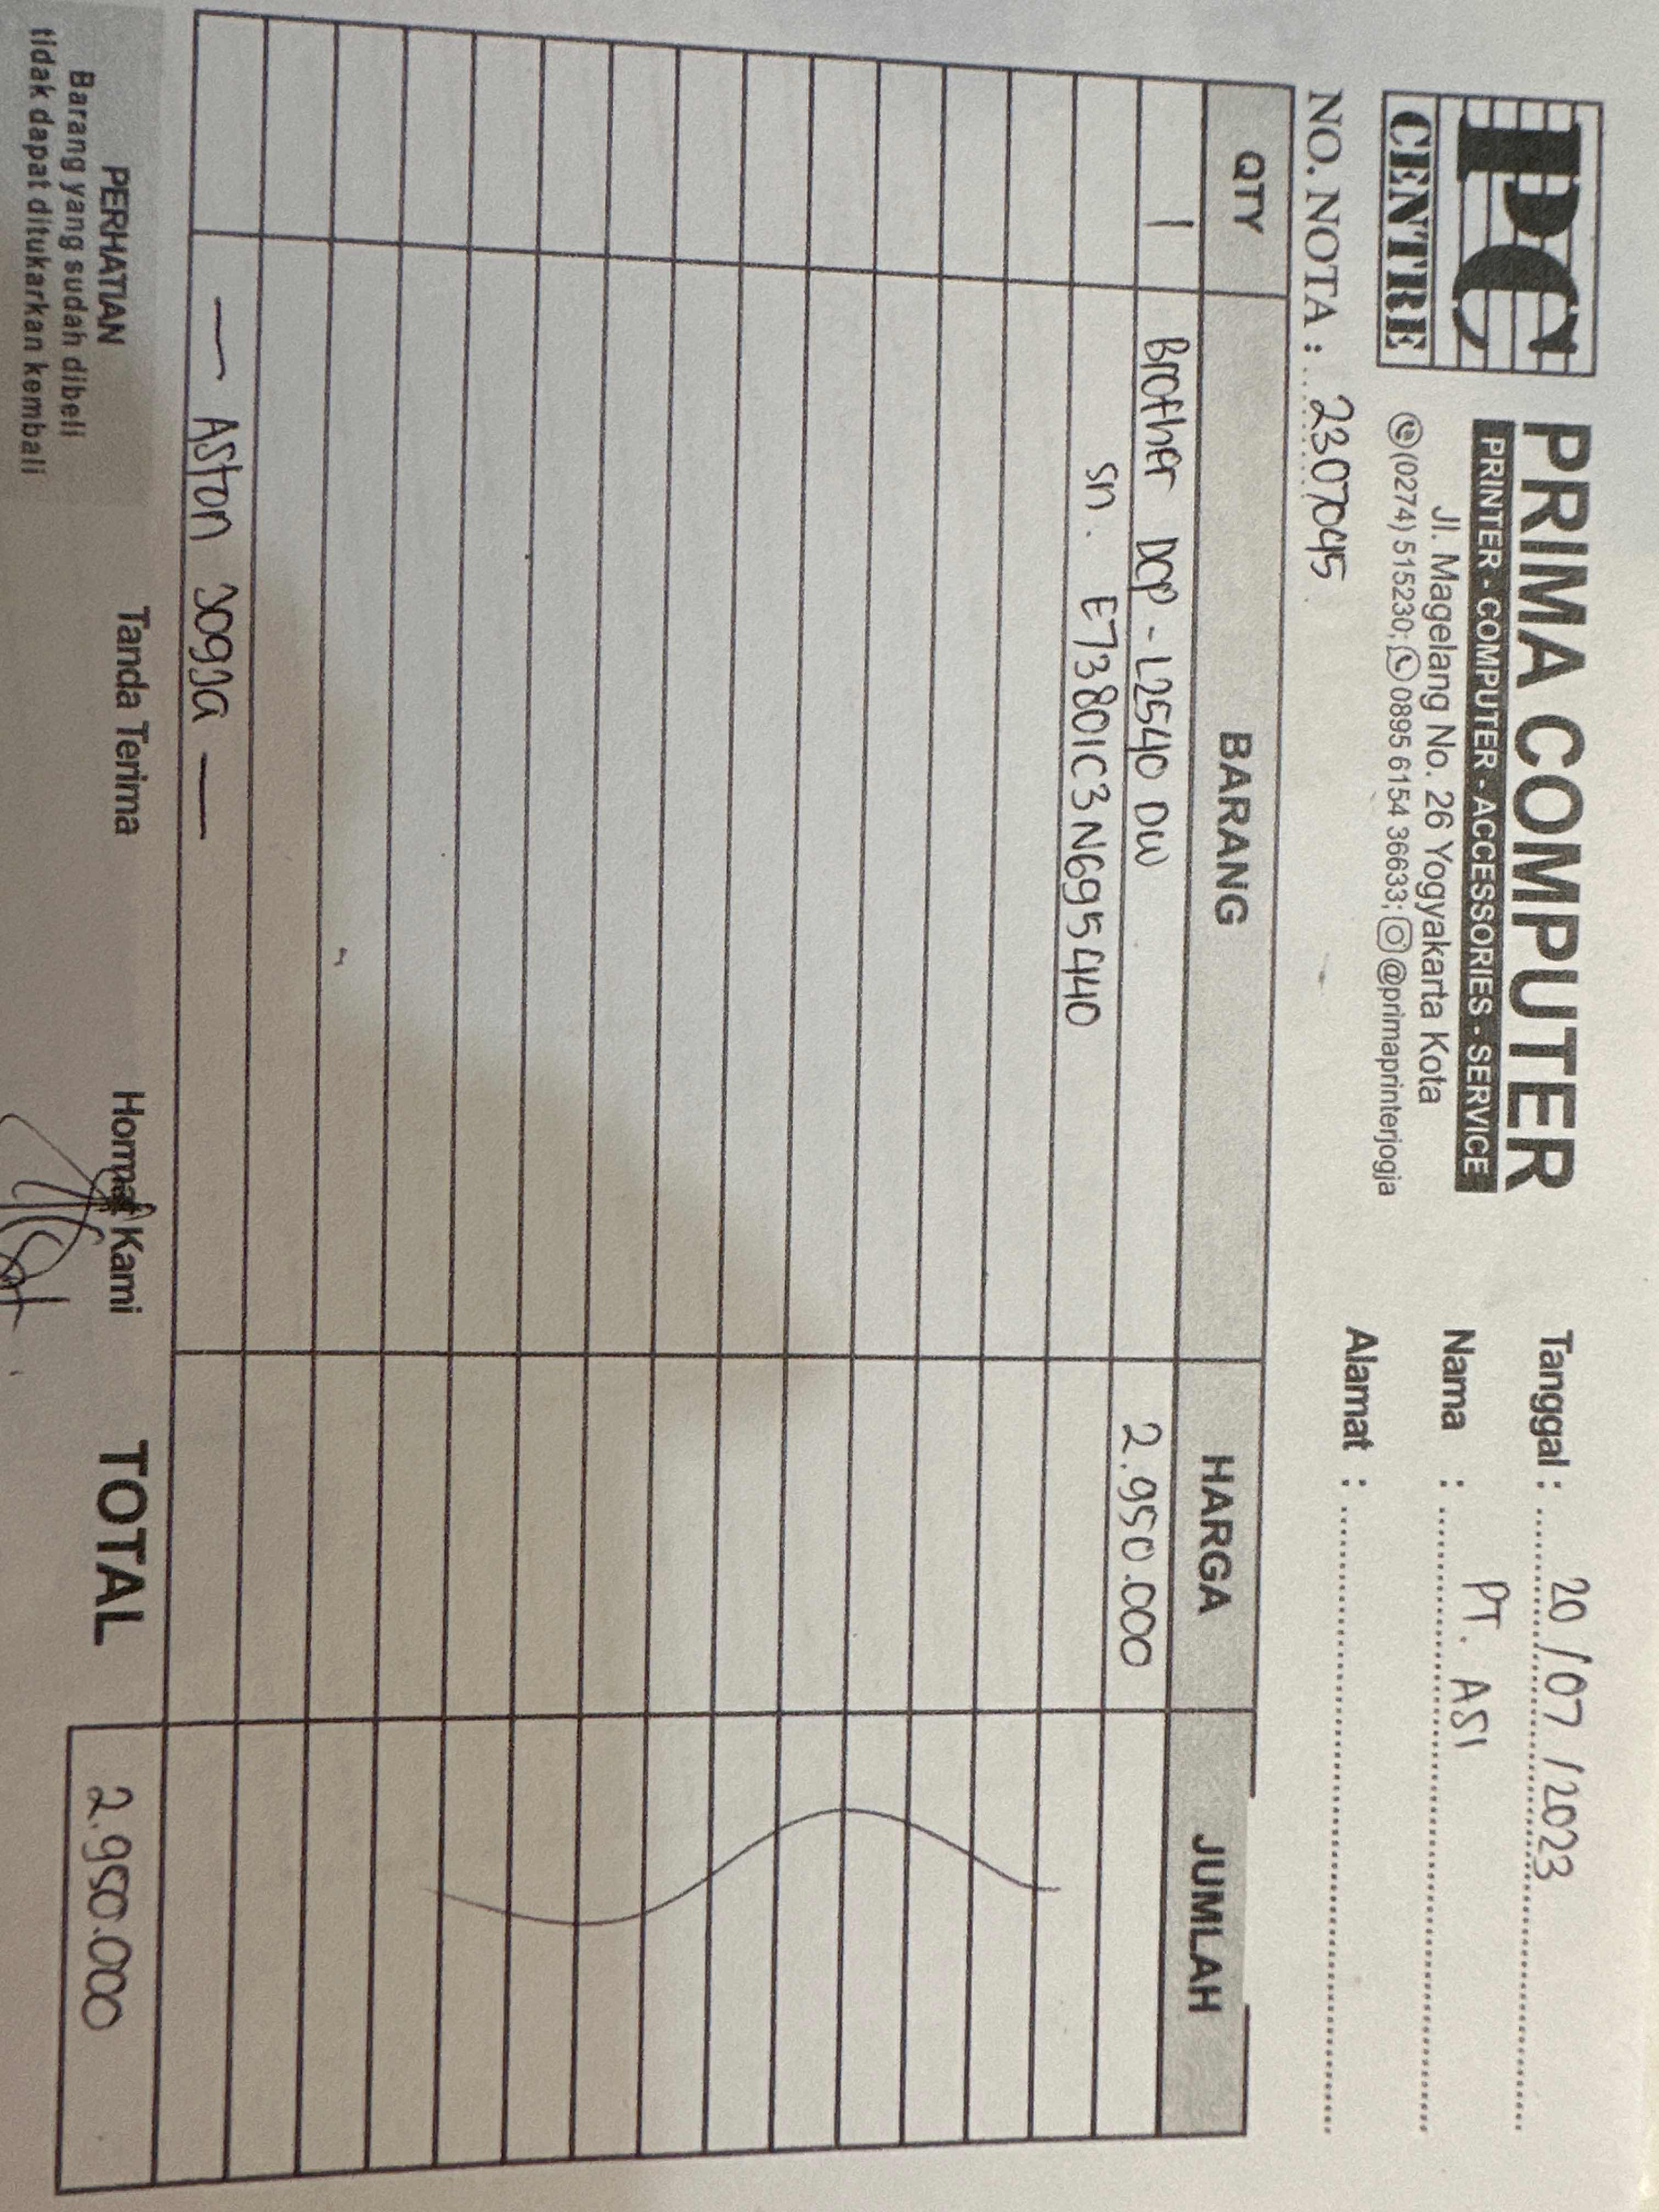 PC
CENTRE
PRIMA COMPUTER
PRINTER - COMPUTER - ACCESSORIES - SERVICE
Jl. Magelang No. 26 Yogyakarta Kota
(0274) 515230; 0895 6154 36633; @primaprinterjogja
Tanggal : 20/07/2023
Nama : PT. ASI
Alamat :
NO. NOTA : 2307095
QTY BARANG HARGA JUMLAH
1 Brother DCP-L2540 DW 2.950.000
sn. E73801C3N695440
— Aston Jogja —
PERHATIAN
Barang yang sudah dibeli
tidak dapat ditukarkan kembali
Tanda Terima
Hormat Kami
TOTAL 2.950.000